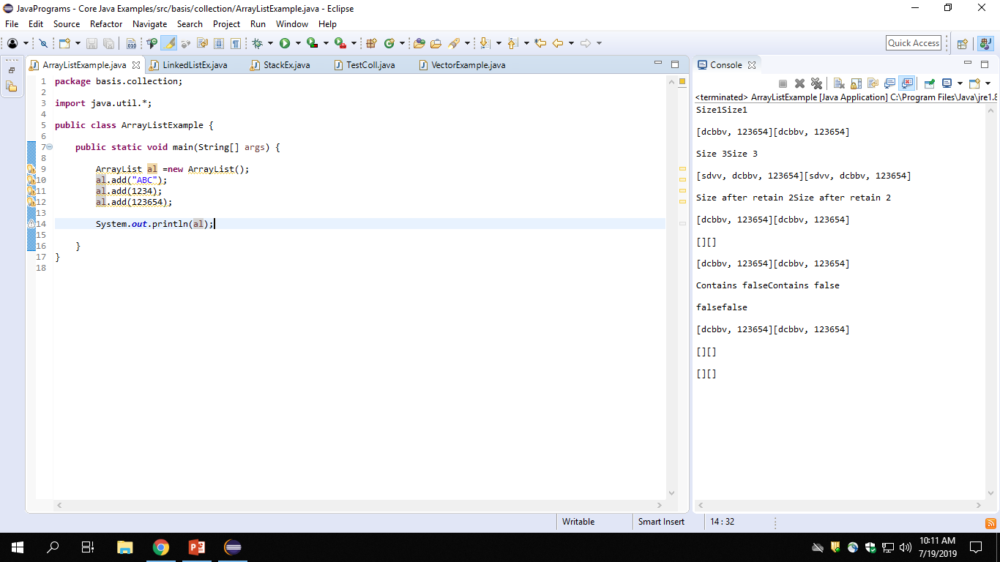 JavaPrograms - Core Java Examples/src/basis/collection/ArrayListExample.java - Eclipse
File Edit Source Refactor Navigate Search Project Run Window Help
Quick Access
ArrayListExample.java LinkedListEx.java StackEx.java TestColl.java VectorExample.java
1 package basis.collection;
2
3 import java.util.*;
4
5 public class ArrayListExample {
6
7 public static void main(String[] args) {
8
9 ArrayList al =new ArrayList();
10 al.add("ABC");
11 al.add(1234);
12 al.add(123654);
13
14 System.out.println(al);
15
16 }
17 }
18
Console
<terminated> ArrayListExample [Java Application] C:\Program Files\Java\jre1.8
Size1Size1
[dcbbv, 123654][dcbbv, 123654]
Size 3Size 3
[sdvv, dcbbv, 123654][sdvv, dcbbv, 123654]
Size after retain 2Size after retain 2
[dcbbv, 123654][dcbbv, 123654]
[][]
[dcbbv, 123654][dcbbv, 123654]
Contains falseContains false
falsefalse
[dcbbv, 123654][dcbbv, 123654]
[][]
[][]
Writable Smart Insert 14 : 32
10:11 AM
7/19/2019